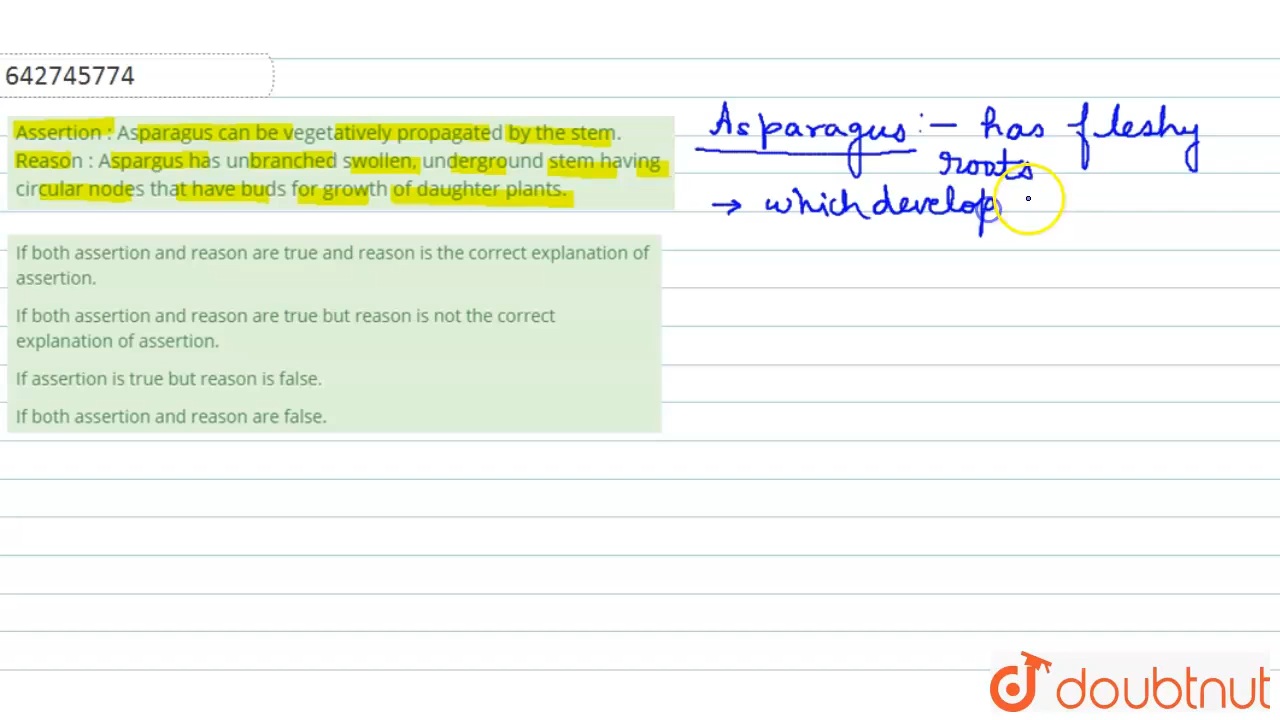 642745774
Assertion : Asparagus can be vegetatively propagated by the stem.
Reason : Aspargus has unbranched swollen, underground stem having
circular nodes that have buds for growth of daughter plants.
If both assertion and reason are true and reason is the correct explanation of
assertion.
If both assertion and reason are true but reason is not the correct
explanation of assertion.
If assertion is true but reason is false.
If both assertion and reason are false.
Asparagus :- has fleshy
roots
→ which develop
doubtnut